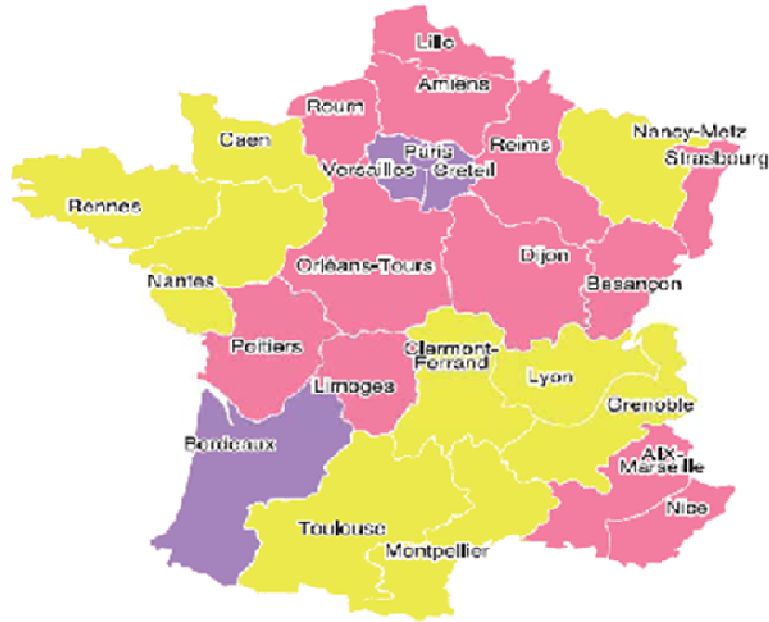 Lille
Amiens
Rouen
Caen
Reims
Nancy-Metz
Strasbourg
Paris
Versailles
Creteil
Rennes
Orléans-Tours
Dijon
Nantes
Besançon
Poitiers
Clermont-
Ferrand
Limoges
Lyon
Grenoble
Bordeaux
Aix-
Marseille
Nice
Toulouse
Montpellier